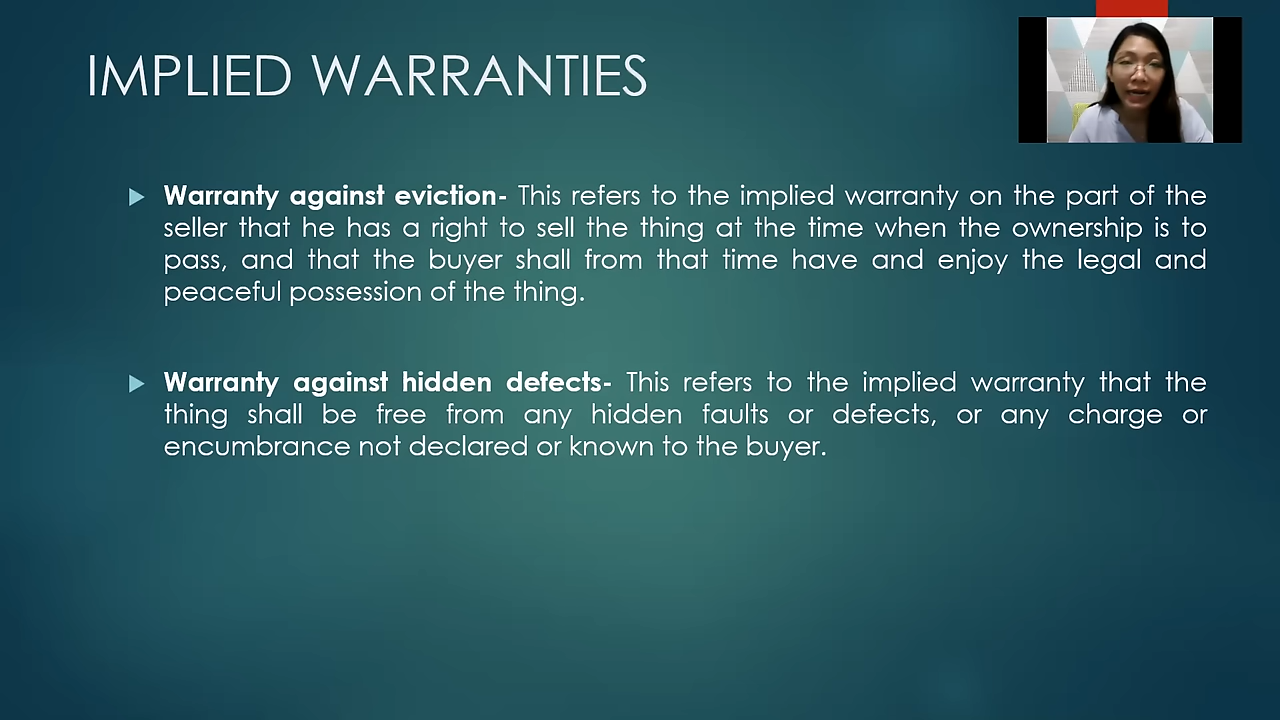 IMPLIED WARRANTIES
Warranty against eviction- This refers to the implied warranty on the part of the
seller that he has a right to sell the thing at the time when the ownership is to
pass, and that the buyer shall from that time have and enjoy the legal and
peaceful possession of the thing.
Warranty against hidden defects- This refers to the implied warranty that the
thing shall be free from any hidden faults or defects, or any charge or
encumbrance not declared or known to the buyer.